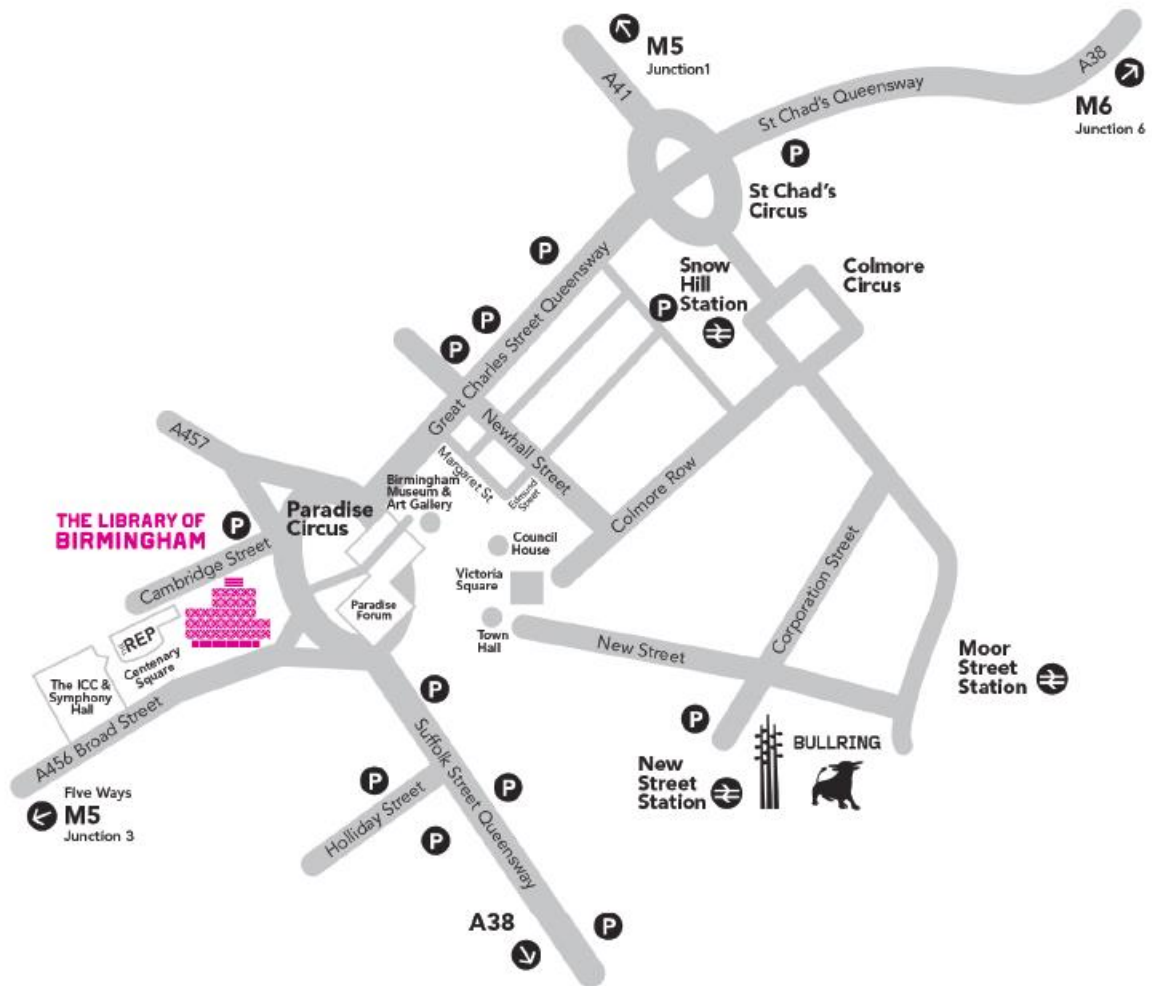 M5
Junction1
A41
St Chad's Queensway
A38
M6
Junction 6
P
St Chad's
Circus
P
Great Charles Street Queensway
Snow
Hill
Station
P
Colmore
Circus
P
P
A457
Newhall Street
Margaret St
Edmund
Street
Colmore Row
Birmingham
Museum &
Art Gallery
THE LIBRARY OF
BIRMINGHAM
P
Paradise
Circus
Cambridge Street
Council
House
Victoria
Square
Paradise
Forum
Town
Hall
New Street
Corporation Street
THE REP
Centenary
Square
The ICC &
Symphony
Hall
A456 Broad Street
Moor
Street
Station
P
Suffolk Street Queensway
P
BULLRING
New
Street
Station
Five Ways
M5
Junction 3
P
P
Holliday Street
P
A38
P